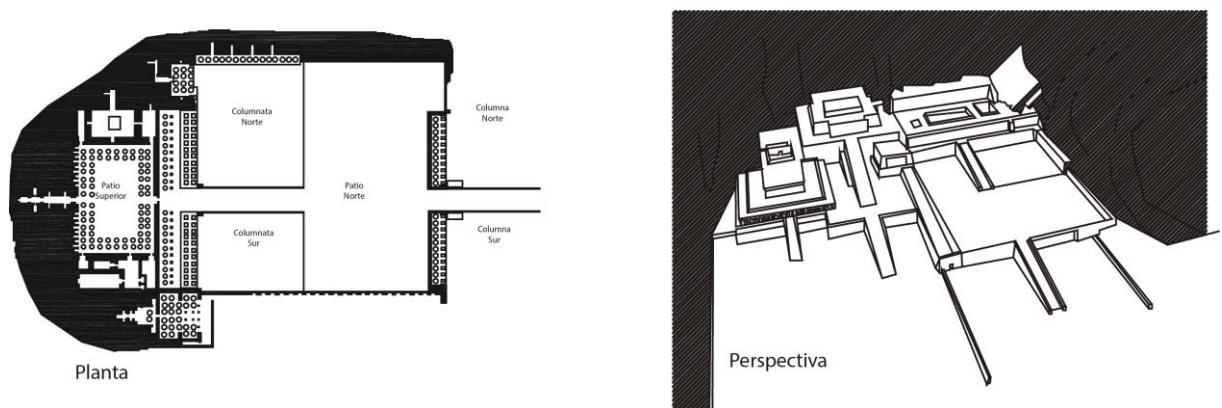 Columnata
Norte
Columna
Norte
Patio
Superior
Patio
Norte
Columnata
Sur
Columna
Sur
Planta
Perspectiva